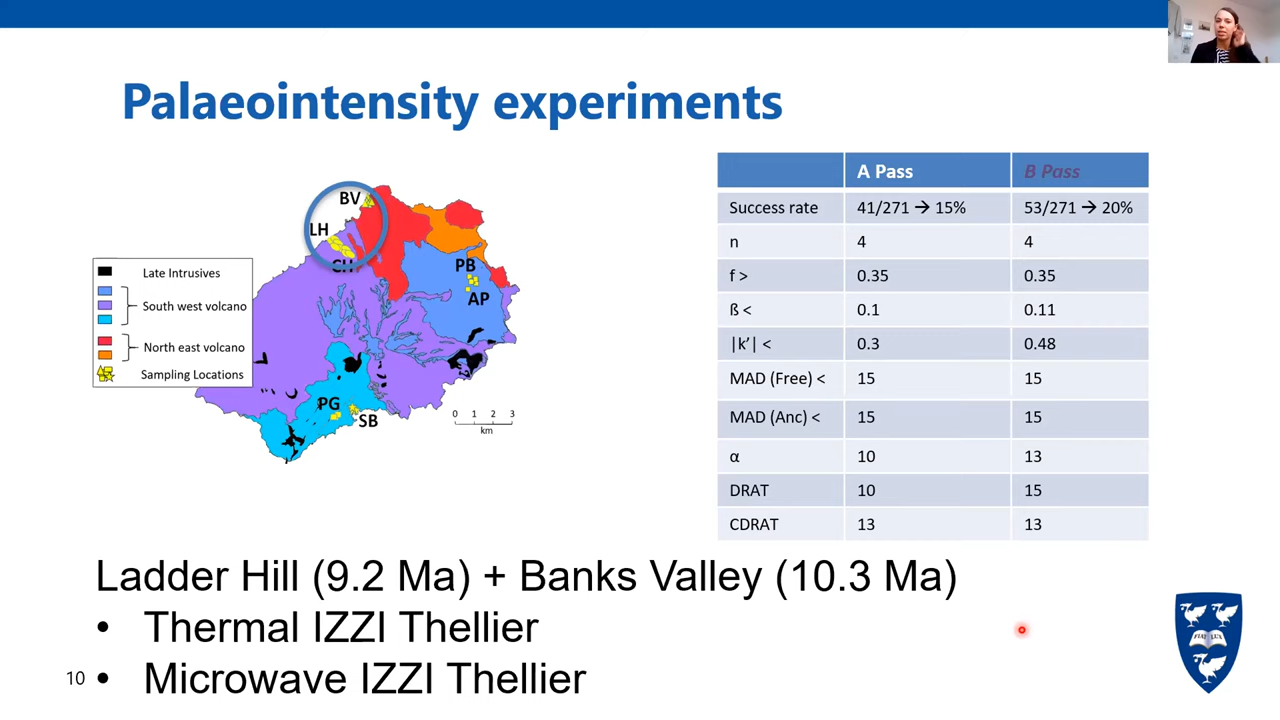 Palaeointensity experiments
BV
LH
CH
PB
AP
PG
SB
0 1 2 3
km
Late Intrusives
South west volcano
North east volcano
Sampling Locations
A Pass B Pass
Success rate 41/271 → 15% 53/271 → 20%
n 4 4
f > 0.35 0.35
ß < 0.1 0.11
|k’| < 0.3 0.48
MAD (Free) < 15 15
MAD (Anc) < 15 15
α 10 13
DRAT 10 15
CDRAT 13 13
Ladder Hill (9.2 Ma) + Banks Valley (10.3 Ma)
• Thermal IZZI Thellier
• Microwave IZZI Thellier
10
FIAT LUX